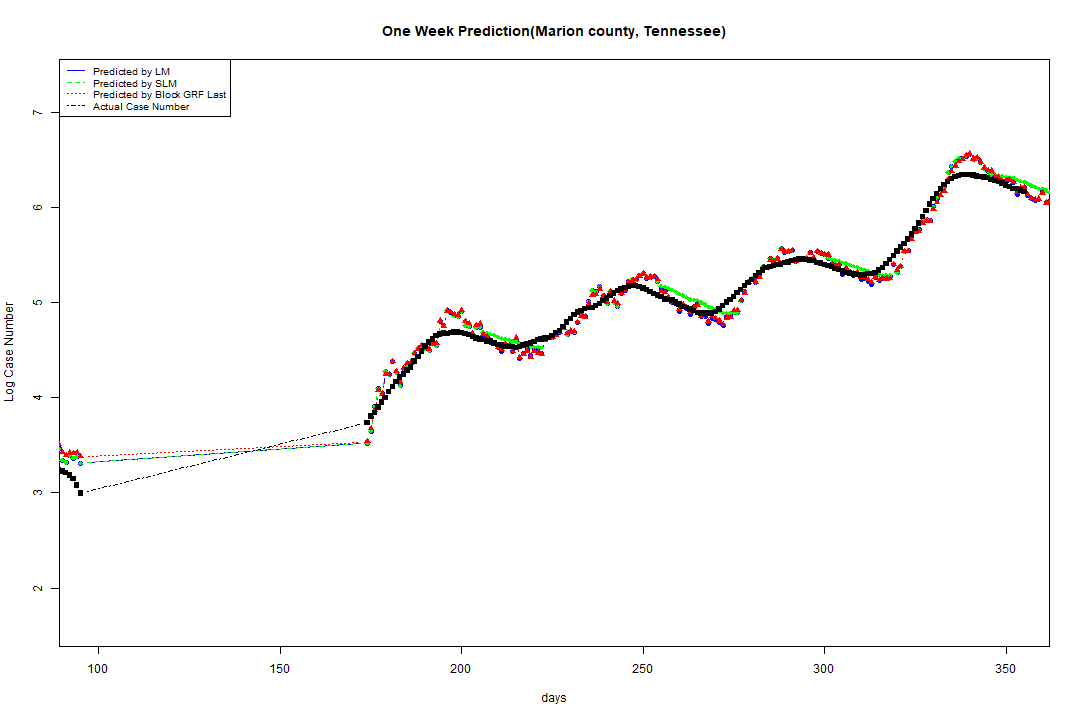 One Week Prediction(Marion county, Tennessee)
Predicted by LM
Predicted by SLM
Predicted by Block GRF Last
Actual Case Number
Log Case Number
7
6
5
4
3
2
100 150 200 250 300 350
days